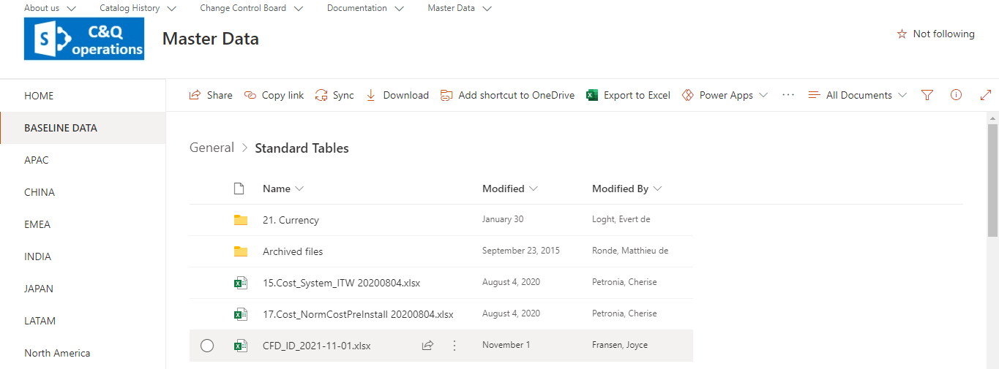 About us Catalog History Change Control Board Documentation Master Data
S C&Q operations
Master Data
Not following
HOME
BASELINE DATA
APAC
CHINA
EMEA
INDIA
JAPAN
LATAM
North America
Share Copy link Sync Download Add shortcut to OneDrive Export to Excel Power Apps ··· All Documents
General > Standard Tables
Name Modified Modified By
21. Currency January 30 Loght, Evert de
Archived files September 23, 2015 Ronde, Matthieu de
15.Cost_System_ITW 20200804.xlsx August 4, 2020 Petronia, Cherise
17.Cost_NormCostPreInstall 20200804.xlsx August 4, 2020 Petronia, Cherise
CFD_ID_2021-11-01.xlsx November 1 Fransen, Joyce